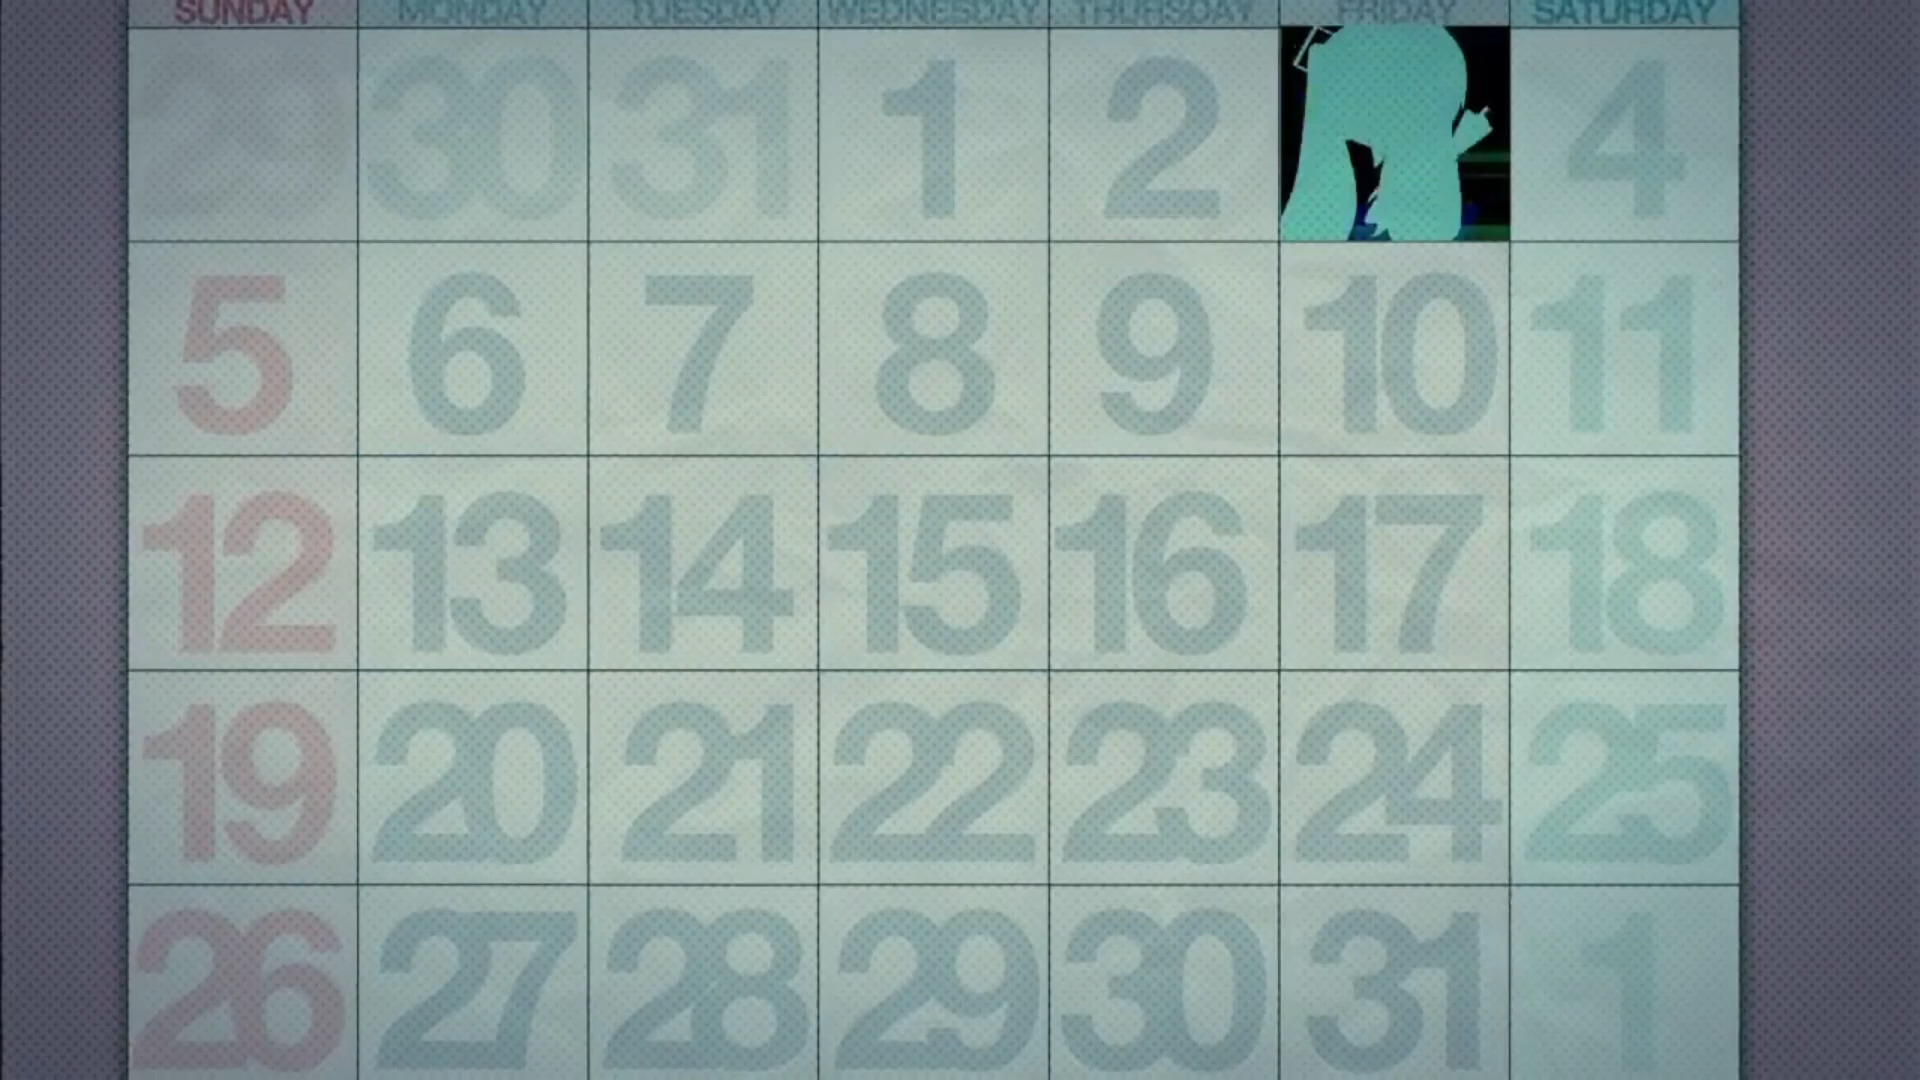 SUNDAY MONDAY TUESDAY WEDNESDAY THURSDAY FRIDAY SATURDAY
29 30 31 1 2 4
5 6 7 8 9 10 11
12 13 14 15 16 17 18
19 20 21 22 23 24 25
26 27 28 29 30 31 1